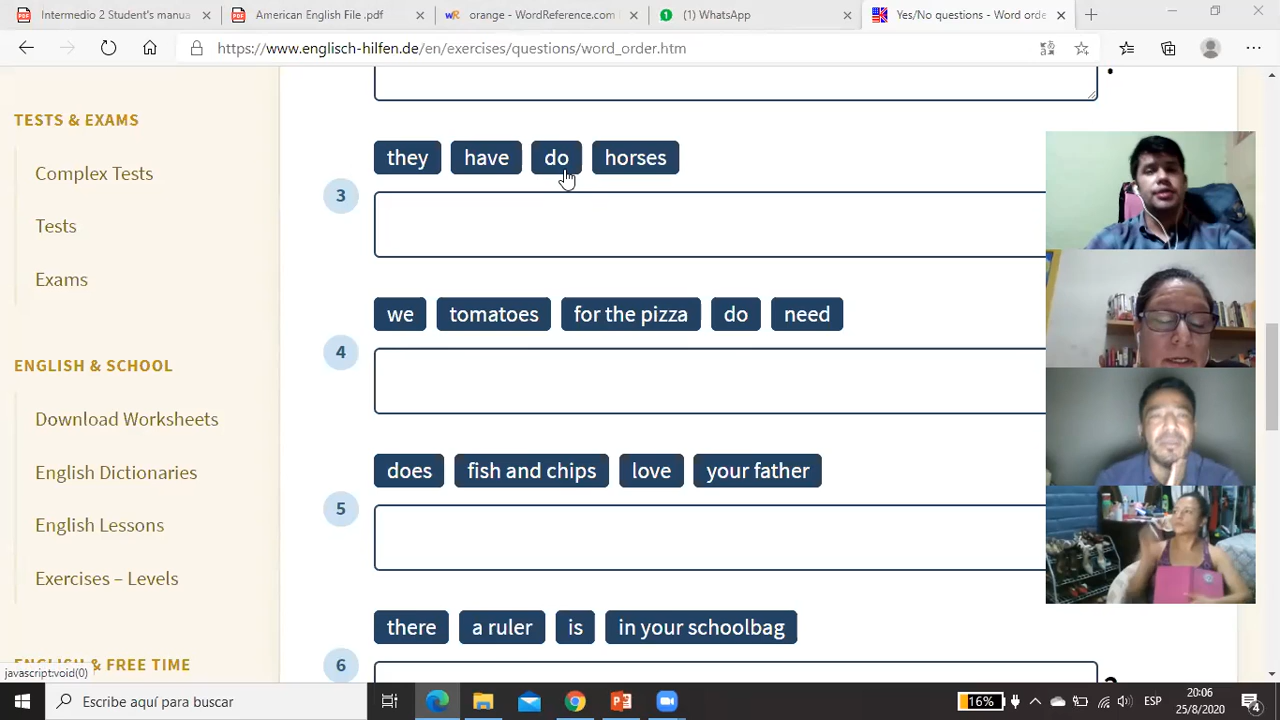 Intermedio 2 Student's manua
American English File .pdf
orange - WordReference.com
(1) WhatsApp
Yes/No questions - Word orde
https://www.englisch-hilfen.de/en/exercises/questions/word_order.htm
TESTS & EXAMS
Complex Tests
Tests
Exams
ENGLISH & SCHOOL
Download Worksheets
English Dictionaries
English Lessons
Exercises – Levels
ENGLISH & FREE TIME
they have do horses
3
we tomatoes for the pizza do need
4
does fish and chips love your father
5
there a ruler is in your schoolbag
6
javascript:void(0)
Escribe aquí para buscar
16%
ESP
20:06
25/8/2020
4